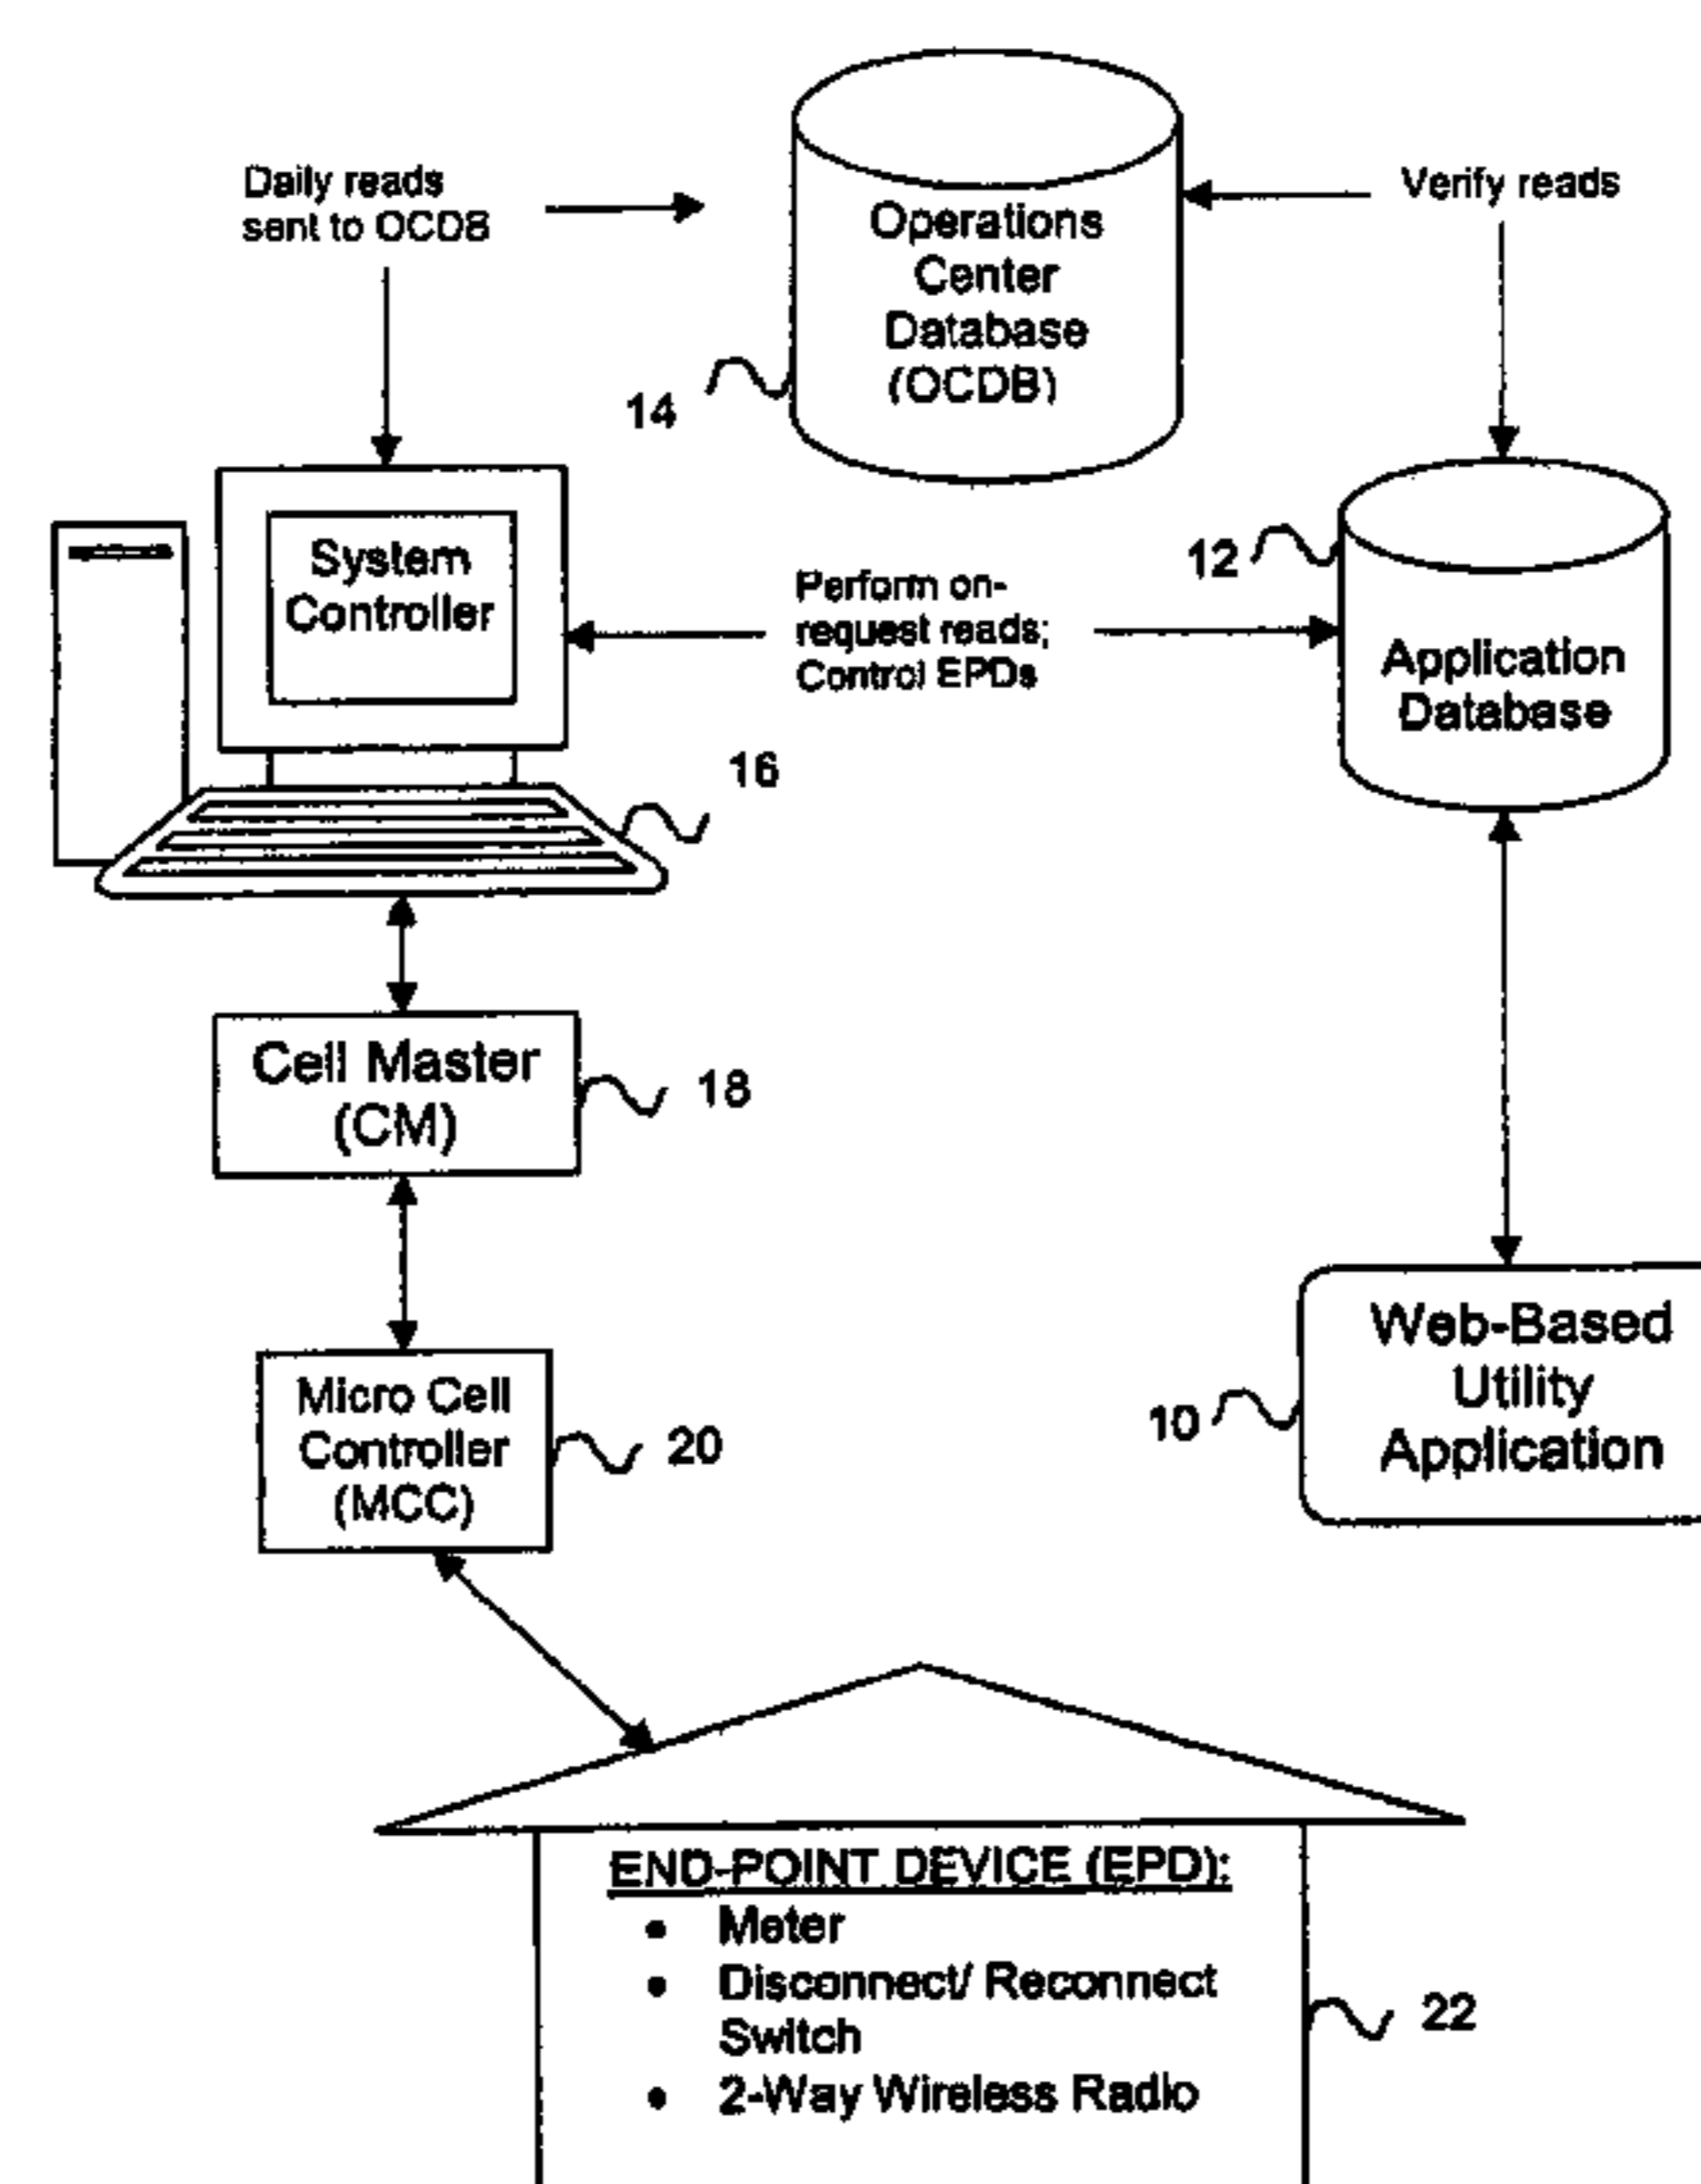 Daily reads
sent to OCDB
Operations
Center
Database
(OCDB)
Verify reads
14
System
Controller
12
Perform on-
request reads;
Control EPDs
Application
Database
16
Cell Master
(CM)
18
Micro Cell
Controller
(MCC)
20
Web-Based
Utility
Application
10
END-POINT DEVICE (EPD):
• Meter
• Disconnect/ Reconnect
Switch
• 2-Way Wireless Radio
22